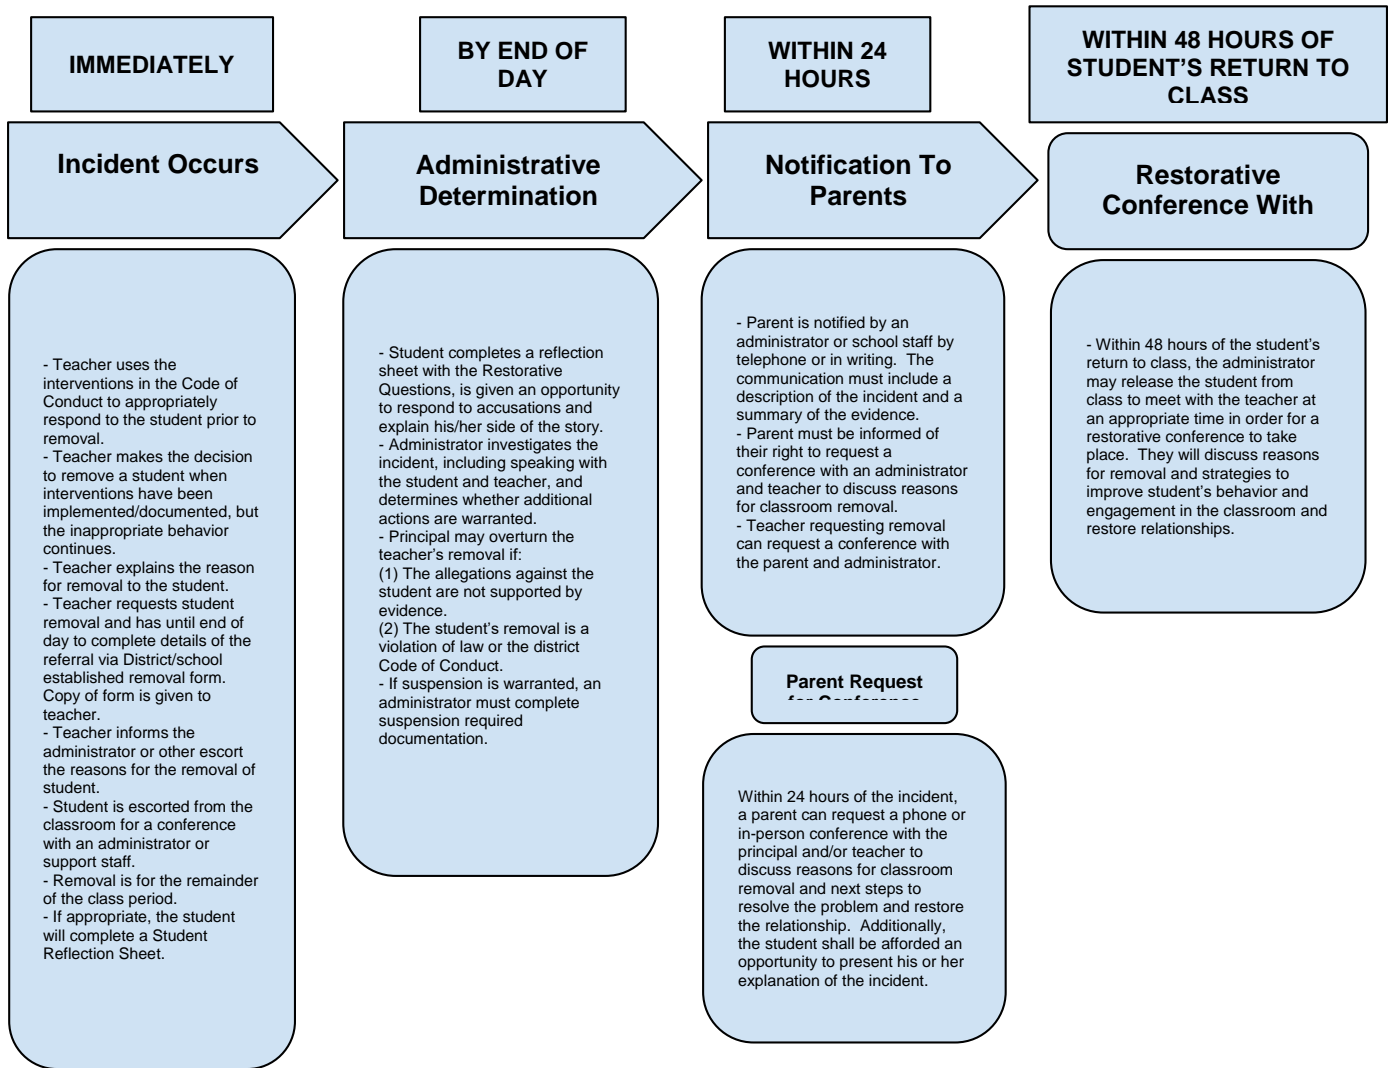 IMMEDIATELY
BY END OF
DAY
WITHIN 24
HOURS
WITHIN 48 HOURS OF
STUDENT'S RETURN TO
CLASS
Incident Occurs
Administrative
Determination
Notification To
Parents
Restorative
Conference With
- Teacher uses the
interventions in the Code of
Conduct to appropriately
respond to the student prior to
removal.
- Teacher makes the decision
to remove a student when
interventions have been
implemented/documented, but
the inappropriate behavior
continues.
- Teacher explains the reason
for removal to the student.
- Teacher requests student
removal and has until end of
day to complete details of the
referral via District/school
established removal form.
Copy of form is given to
teacher.
- Teacher informs the
administrator or other escort
the reasons for the removal of
student.
- Student is escorted from the
classroom for a conference
with an administrator or
support staff.
- Removal is for the remainder
of the class period.
- If appropriate, the student
will complete a Student
Reflection Sheet.
- Student completes a reflection
sheet with the Restorative
Questions, is given an opportunity
to respond to accusations and
explain his/her side of the story.
- Administrator investigates the
incident, including speaking with
the student and teacher, and
determines whether additional
actions are warranted.
- Principal may overturn the
teacher's removal if:
(1) The allegations against the
student are not supported by
evidence.
(2) The student's removal is a
violation of law or the district
Code of Conduct.
- If suspension is warranted, an
administrator must complete
suspension required
documentation.
- Parent is notified by an
administrator or school staff by
telephone or in writing.  The
communication must include a
description of the incident and a
summary of the evidence.
- Parent must be informed of
their right to request a
conference with an administrator
and teacher to discuss reasons
for classroom removal.
- Teacher requesting removal
can request a conference with
the parent and administrator.
Parent Request
for Conference
Within 24 hours of the incident,
a parent can request a phone or
in-person conference with the
principal and/or teacher to
discuss reasons for classroom
removal and next steps to
resolve the problem and restore
the relationship.  Additionally,
the student shall be afforded an
opportunity to present his or her
explanation of the incident.
- Within 48 hours of the student's
return to class, the administrator
may release the student from
class to meet with the teacher at
an appropriate time in order for a
restorative conference to take
place.  They will discuss reasons
for removal and strategies to
improve student's behavior and
engagement in the classroom and
restore relationships.